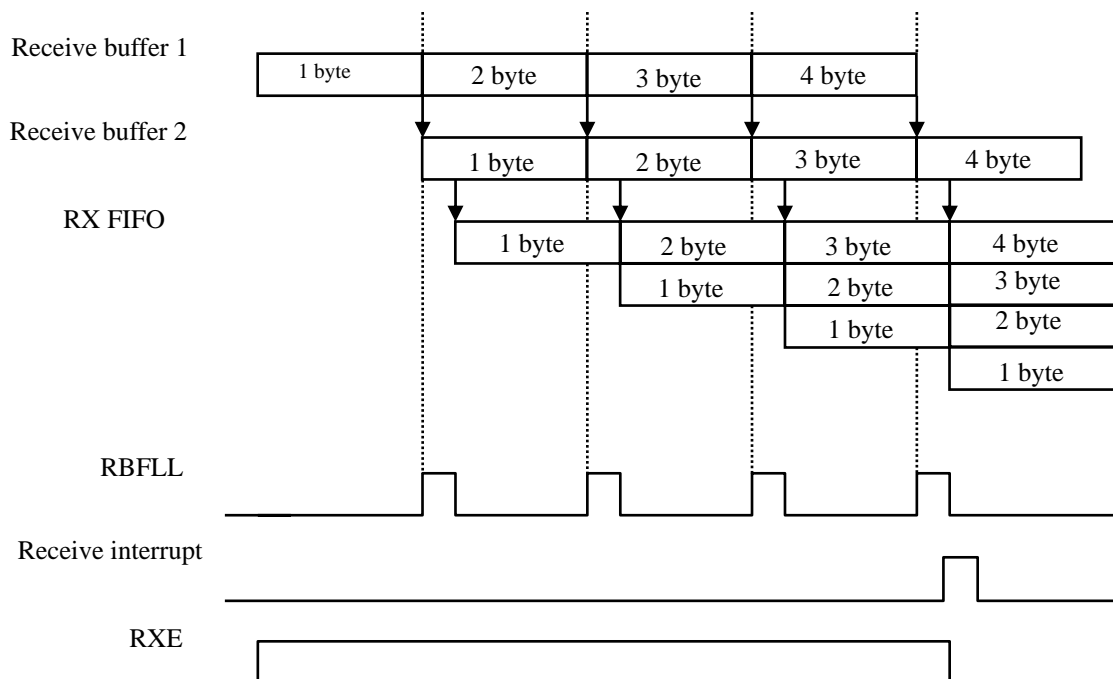 Receive buffer 1
1 byte 2 byte 3 byte 4 byte
Receive buffer 2
1 byte 2 byte 3 byte 4 byte
RX FIFO
1 byte 2 byte 3 byte 4 byte
1 byte 2 byte 3 byte
1 byte 2 byte
1 byte
RBFLL
Receive interrupt
RXE